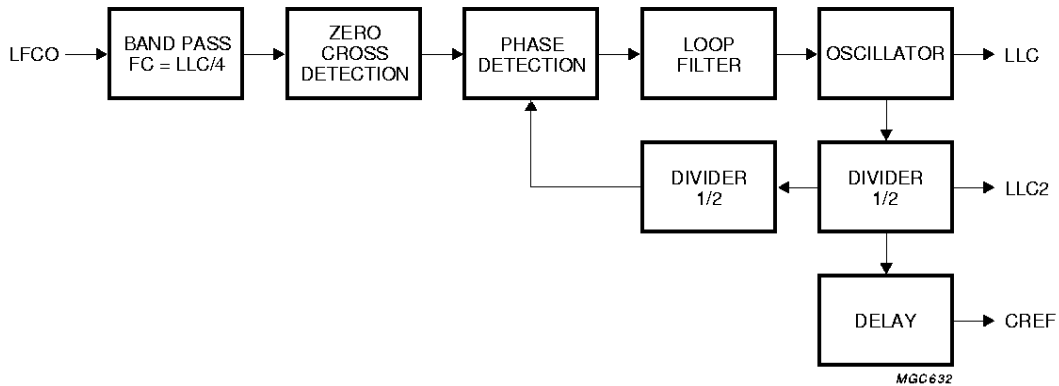 LFCO
BAND PASS
FC = LLC/4
ZERO
CROSS
DETECTION
PHASE
DETECTION
LOOP
FILTER
OSCILLATOR
LLC
DIVIDER
1/2
DIVIDER
1/2
LLC2
DELAY
CREF
MGC632